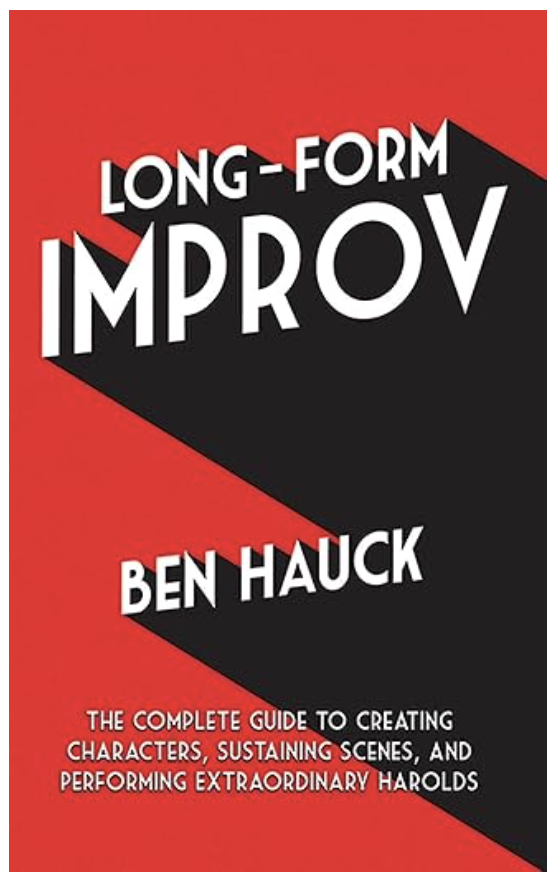 LONG-FORM
IMPROV
BEN HAUCK
THE COMPLETE GUIDE TO CREATING
CHARACTERS, SUSTAINING SCENES, AND
PERFORMING EXTRAORDINARY HAROLDS